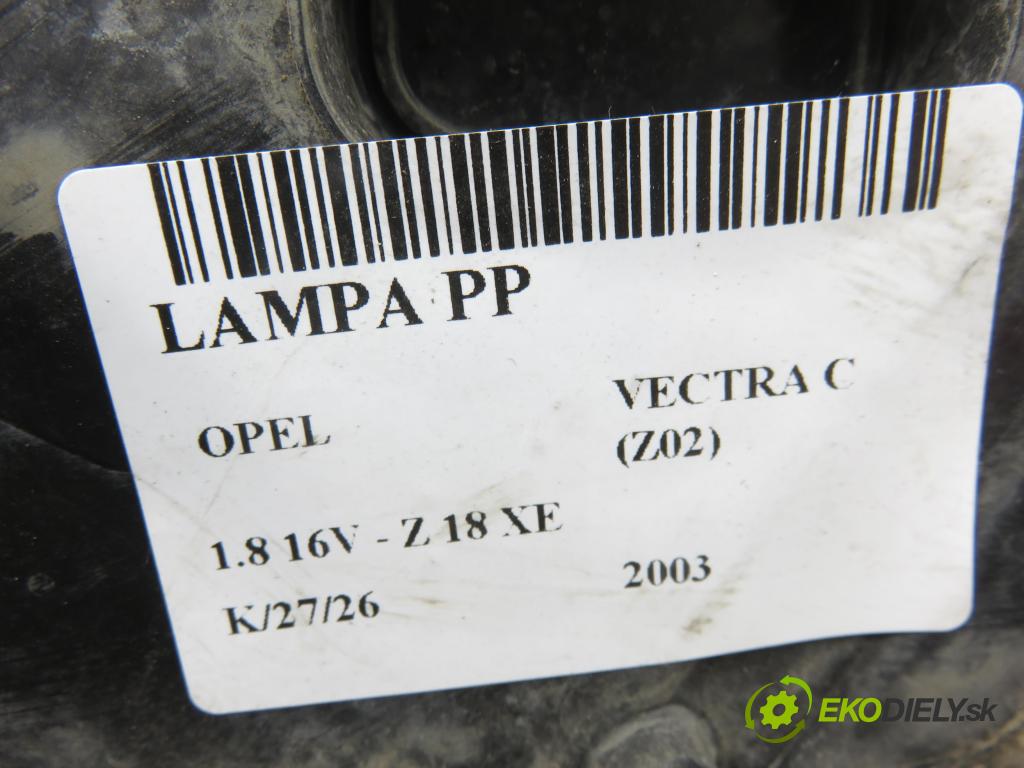 LAMPA PP
OPEL
VECTRA C
(Z02)
1.8 16V - Z 18 XE
2003
K/27/26
EKODIELY.sk